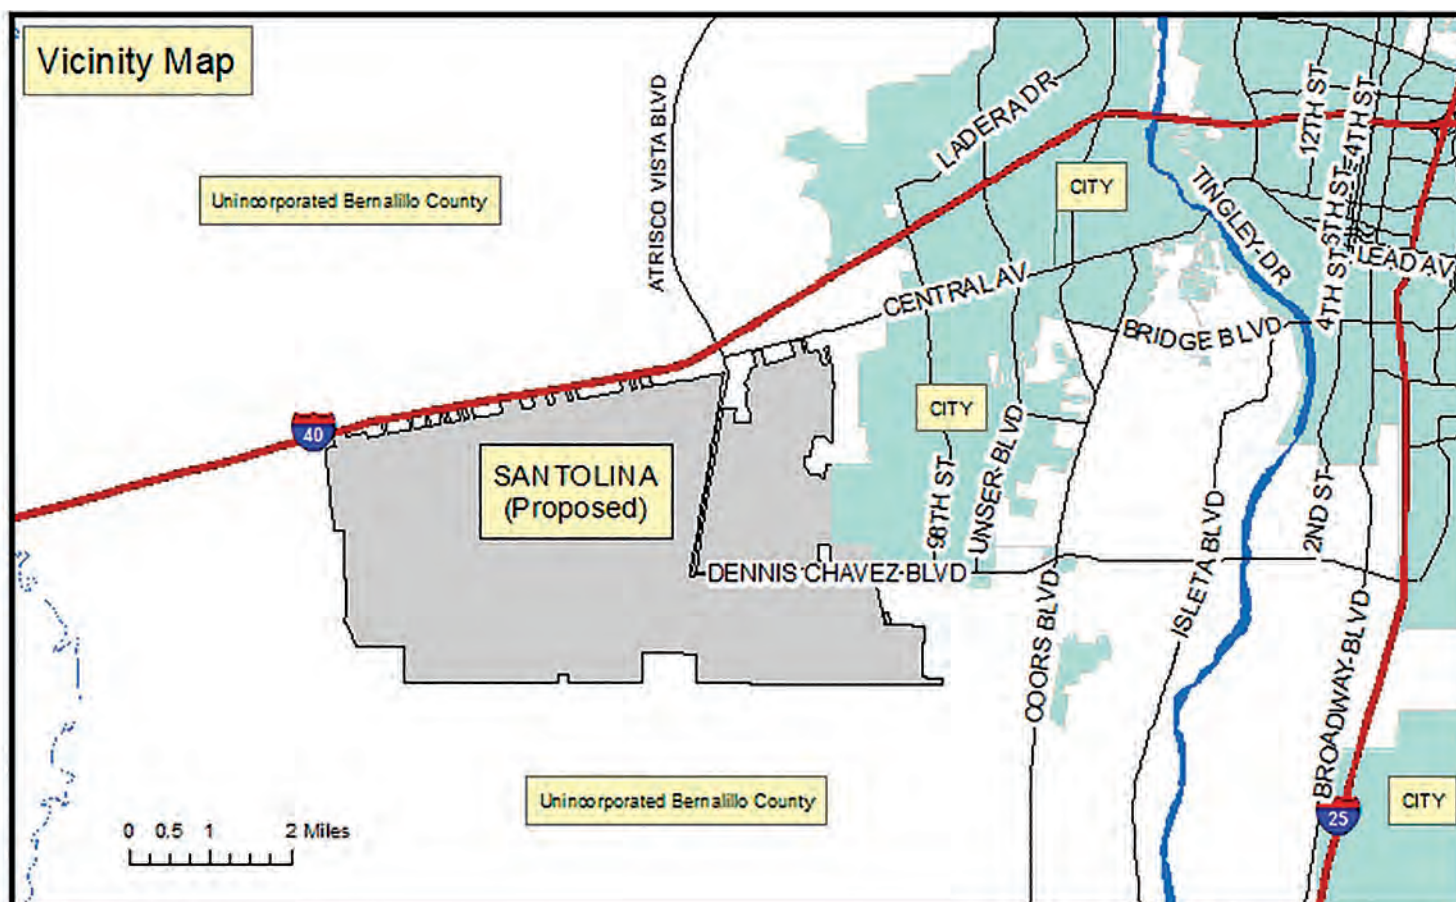 Vicinity Map
Unincorporated Bernalillo County
ATRISCO VISTA BLVD
LADERA DR
CITY
12TH ST
4TH ST
TINGLEY-DR
5TH ST
4TH ST
LEAD AV
CENTRAL AV
BRIDGE BLVD
40
CITY
SANTOLINA
(Proposed)
98TH ST
UNSER-BLVD
ISLETA BLVD
2ND ST
DENNIS CHAVEZ-BLVD
COORS BLVD
BROADWAY-BLVD
Unincorporated Bernalillo County
25
CITY
0 0.5 1 2 Miles